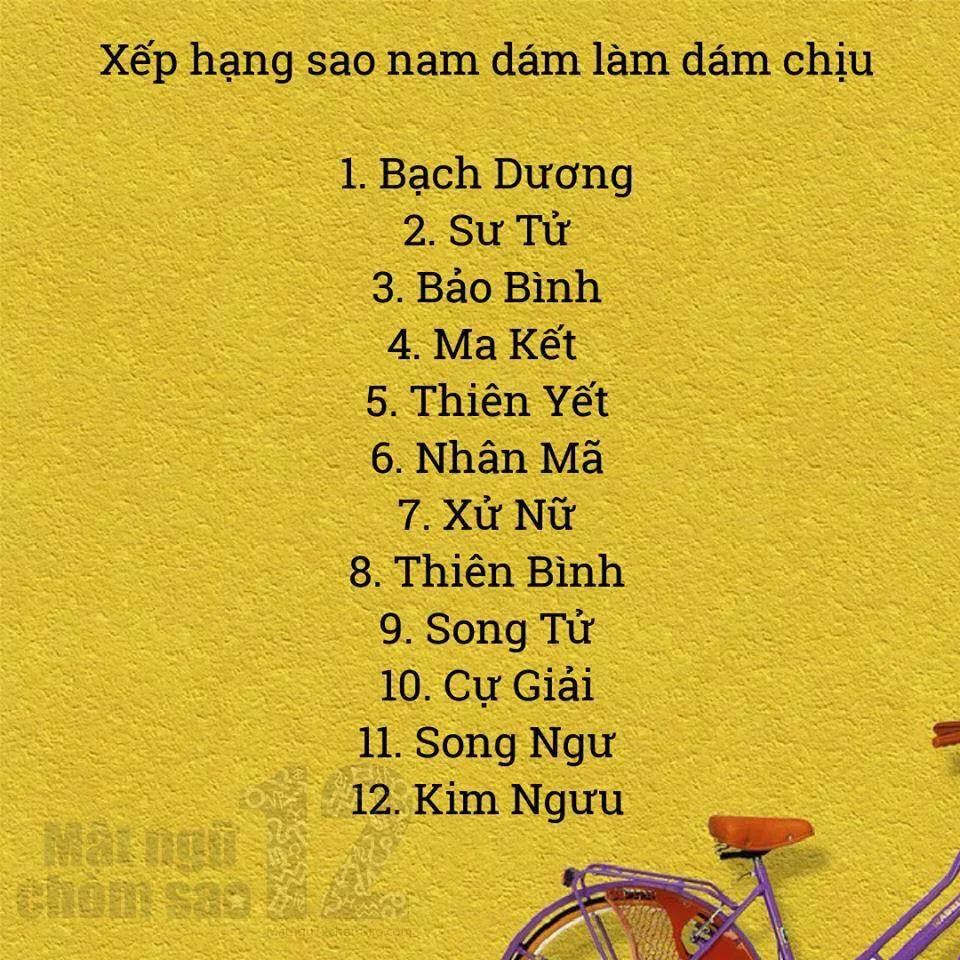 Xếp hạng sao nam dám làm dám chịu
1. Bạch Dương
2. Sư Tử
3. Bảo Bình
4. Ma Kết
5. Thiên Yết
6. Nhân Mã
7. Xử Nữ
8. Thiên Bình
9. Song Tử
10. Cự Giải
11. Song Ngư
12. Kim Ngưu
Mật ngữ 12
chòm sao